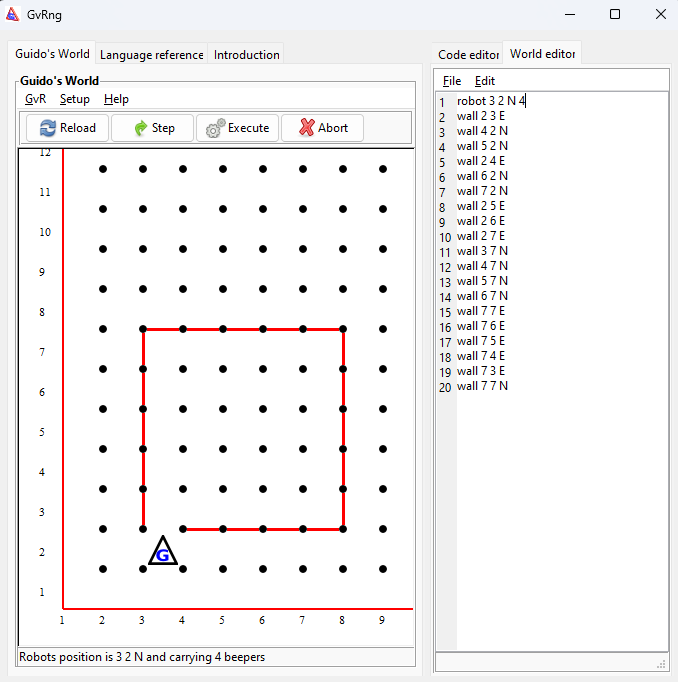 GvRng
Guido's World Language reference Introduction
Guido's World
GvR Setup Help
Reload Step Execute Abort
12
11
10
9
8
7
6
5
4
3
2
1
G
1 2 3 4 5 6 7 8 9
Robots position is 3 2 N and carrying 4 beepers
Code editor World editor
File Edit
1 robot 3 2 N 4
2 wall 2 3 E
3 wall 4 2 N
4 wall 5 2 N
5 wall 2 4 E
6 wall 6 2 N
7 wall 7 2 N
8 wall 2 5 E
9 wall 2 6 E
10 wall 2 7 E
11 wall 3 7 N
12 wall 4 7 N
13 wall 5 7 N
14 wall 6 7 N
15 wall 7 7 E
16 wall 7 6 E
17 wall 7 5 E
18 wall 7 4 E
19 wall 7 3 E
20 wall 7 7 N